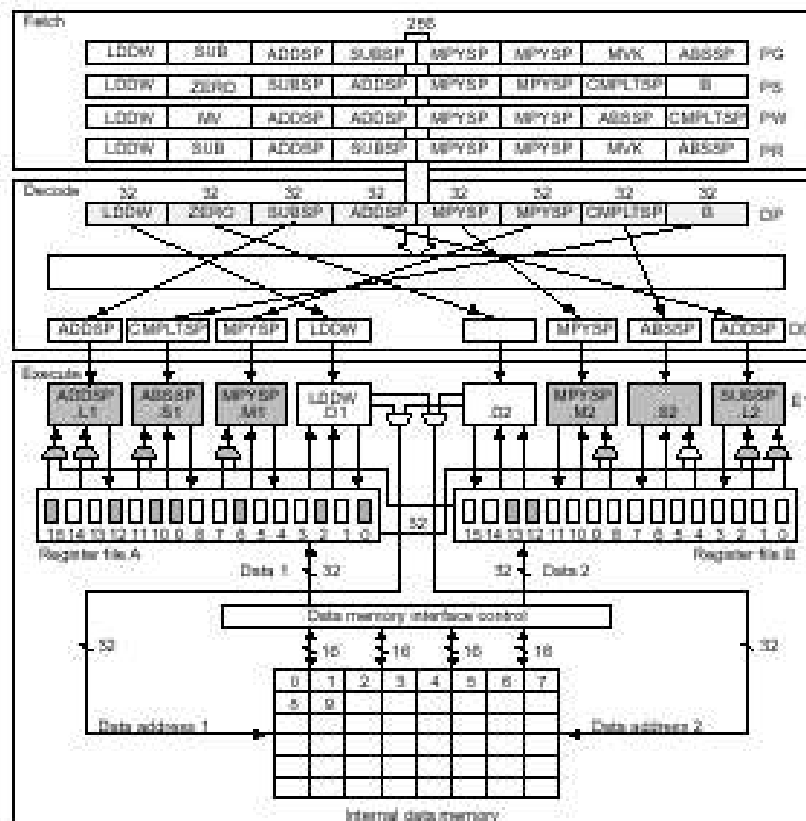 Fetch
256
LDDW SUB ADDSP SUBSP MPYSP MPYSP MVK ABSSP PG
LDDW ZERO SUBSP ADDSP MPYSP MPYSP CMPLTSP B PS
LDDW MV ADDSP SUBSP MPYSP MPYSP ABSSP CMPLTSP PW
LDDW SUB ADDSP SUBSP MPYSP MPYSP MVK ABSSP PR
Decode
32 32 32 32 32 32 32 32
LDDW ZERO SUBSP ADDSP MPYSP MPYSP CMPLTSP B DP
ADDSP CMPLTSP MPYSP LDDW MPYSP ABSSP ADDSP
Execute
ADDSP ABSSP MPYSP LDDW MPYSP SUBSP
.L1 .S1 .M1 .D1 .D2 .M2 .S2 .L2
15 14 13 12 11 10 9 8 7 6 5 4 3 2 1 0
32
15 14 13 12 11 10 9 8 7 6 5 4 3 2 1 0
Register file A
Register file B
Data 1 32
32 Data 2
Data memory interface control
32
16 16 16 16
32
0 1 2 3 4 5 6 7
8 9
Data address 1
Data address 2
Internal data memory